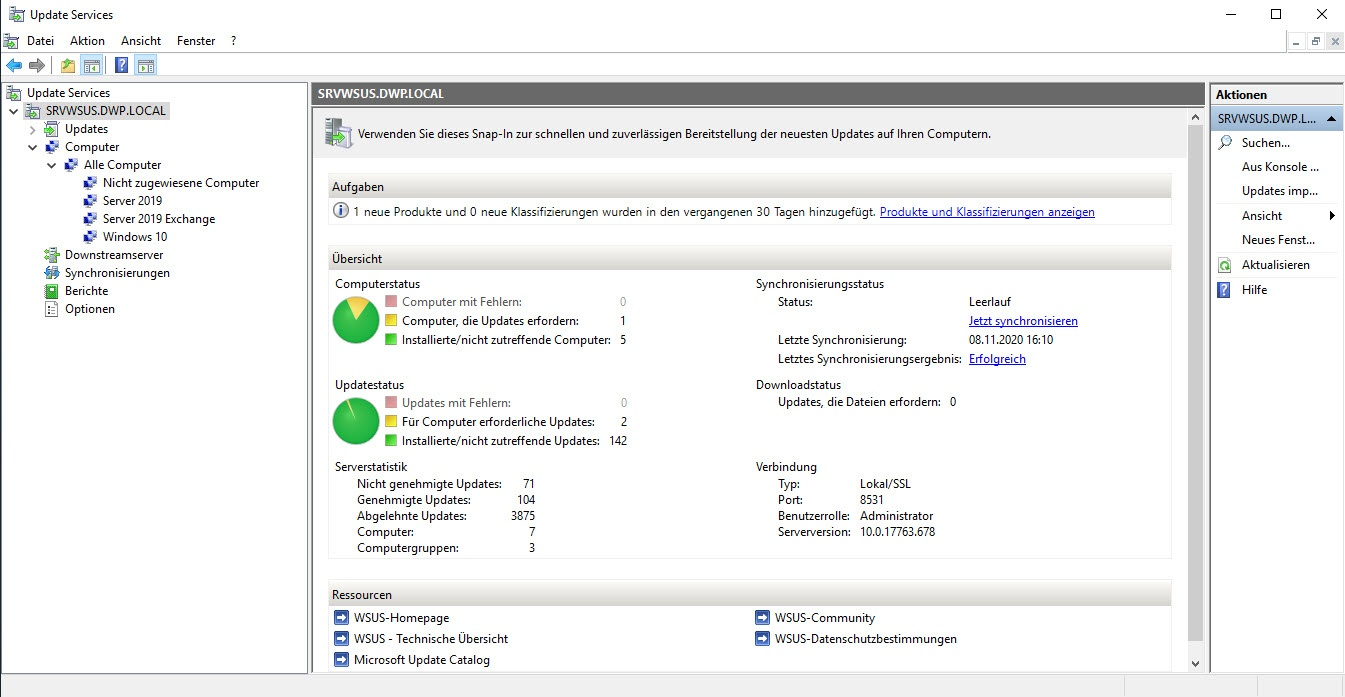 Update Services
Datei Aktion Ansicht Fenster ?
Update Services
SRVWSUS.DWP.LOCAL
Updates
Computer
Alle Computer
Nicht zugewiesene Computer
Server 2019
Server 2019 Exchange
Windows 10
Downstreamserver
Synchronisierungen
Berichte
Optionen
SRVWSUS.DWP.LOCAL
Verwenden Sie dieses Snap-In zur schnellen und zuverlässigen Bereitstellung der neuesten Updates auf Ihren Computern.
Aufgaben
1 neue Produkte und 0 neue Klassifizierungen wurden in den vergangenen 30 Tagen hinzugefügt. Produkte und Klassifizierungen anzeigen
Übersicht
Computerstatus
Computer mit Fehlern: 0
Computer, die Updates erfordern: 1
Installierte/nicht zutreffende Computer: 5
Updatestatus
Updates mit Fehlern: 0
Für Computer erforderliche Updates: 2
Installierte/nicht zutreffende Updates: 142
Serverstatistik
Nicht genehmigte Updates: 71
Genehmigte Updates: 104
Abgelehnte Updates: 3875
Computer: 7
Computergruppen: 3
Synchronisierungsstatus
Status: Leerlauf
Jetzt synchronisieren
Letzte Synchronisierung: 08.11.2020 16:10
Letztes Synchronisierungsergebnis: Erfolgreich
Downloadstatus
Updates, die Dateien erfordern: 0
Verbindung
Typ: Lokal/SSL
Port: 8531
Benutzerrolle: Administrator
Serverversion: 10.0.17763.678
Ressourcen
WSUS-Homepage
WSUS - Technische Übersicht
Microsoft Update Catalog
WSUS-Community
WSUS-Datenschutzbestimmungen
Aktionen
SRVWSUS.DWP.L...
Suchen...
Aus Konsole ...
Updates imp...
Ansicht
Neues Fenst...
Aktualisieren
Hilfe